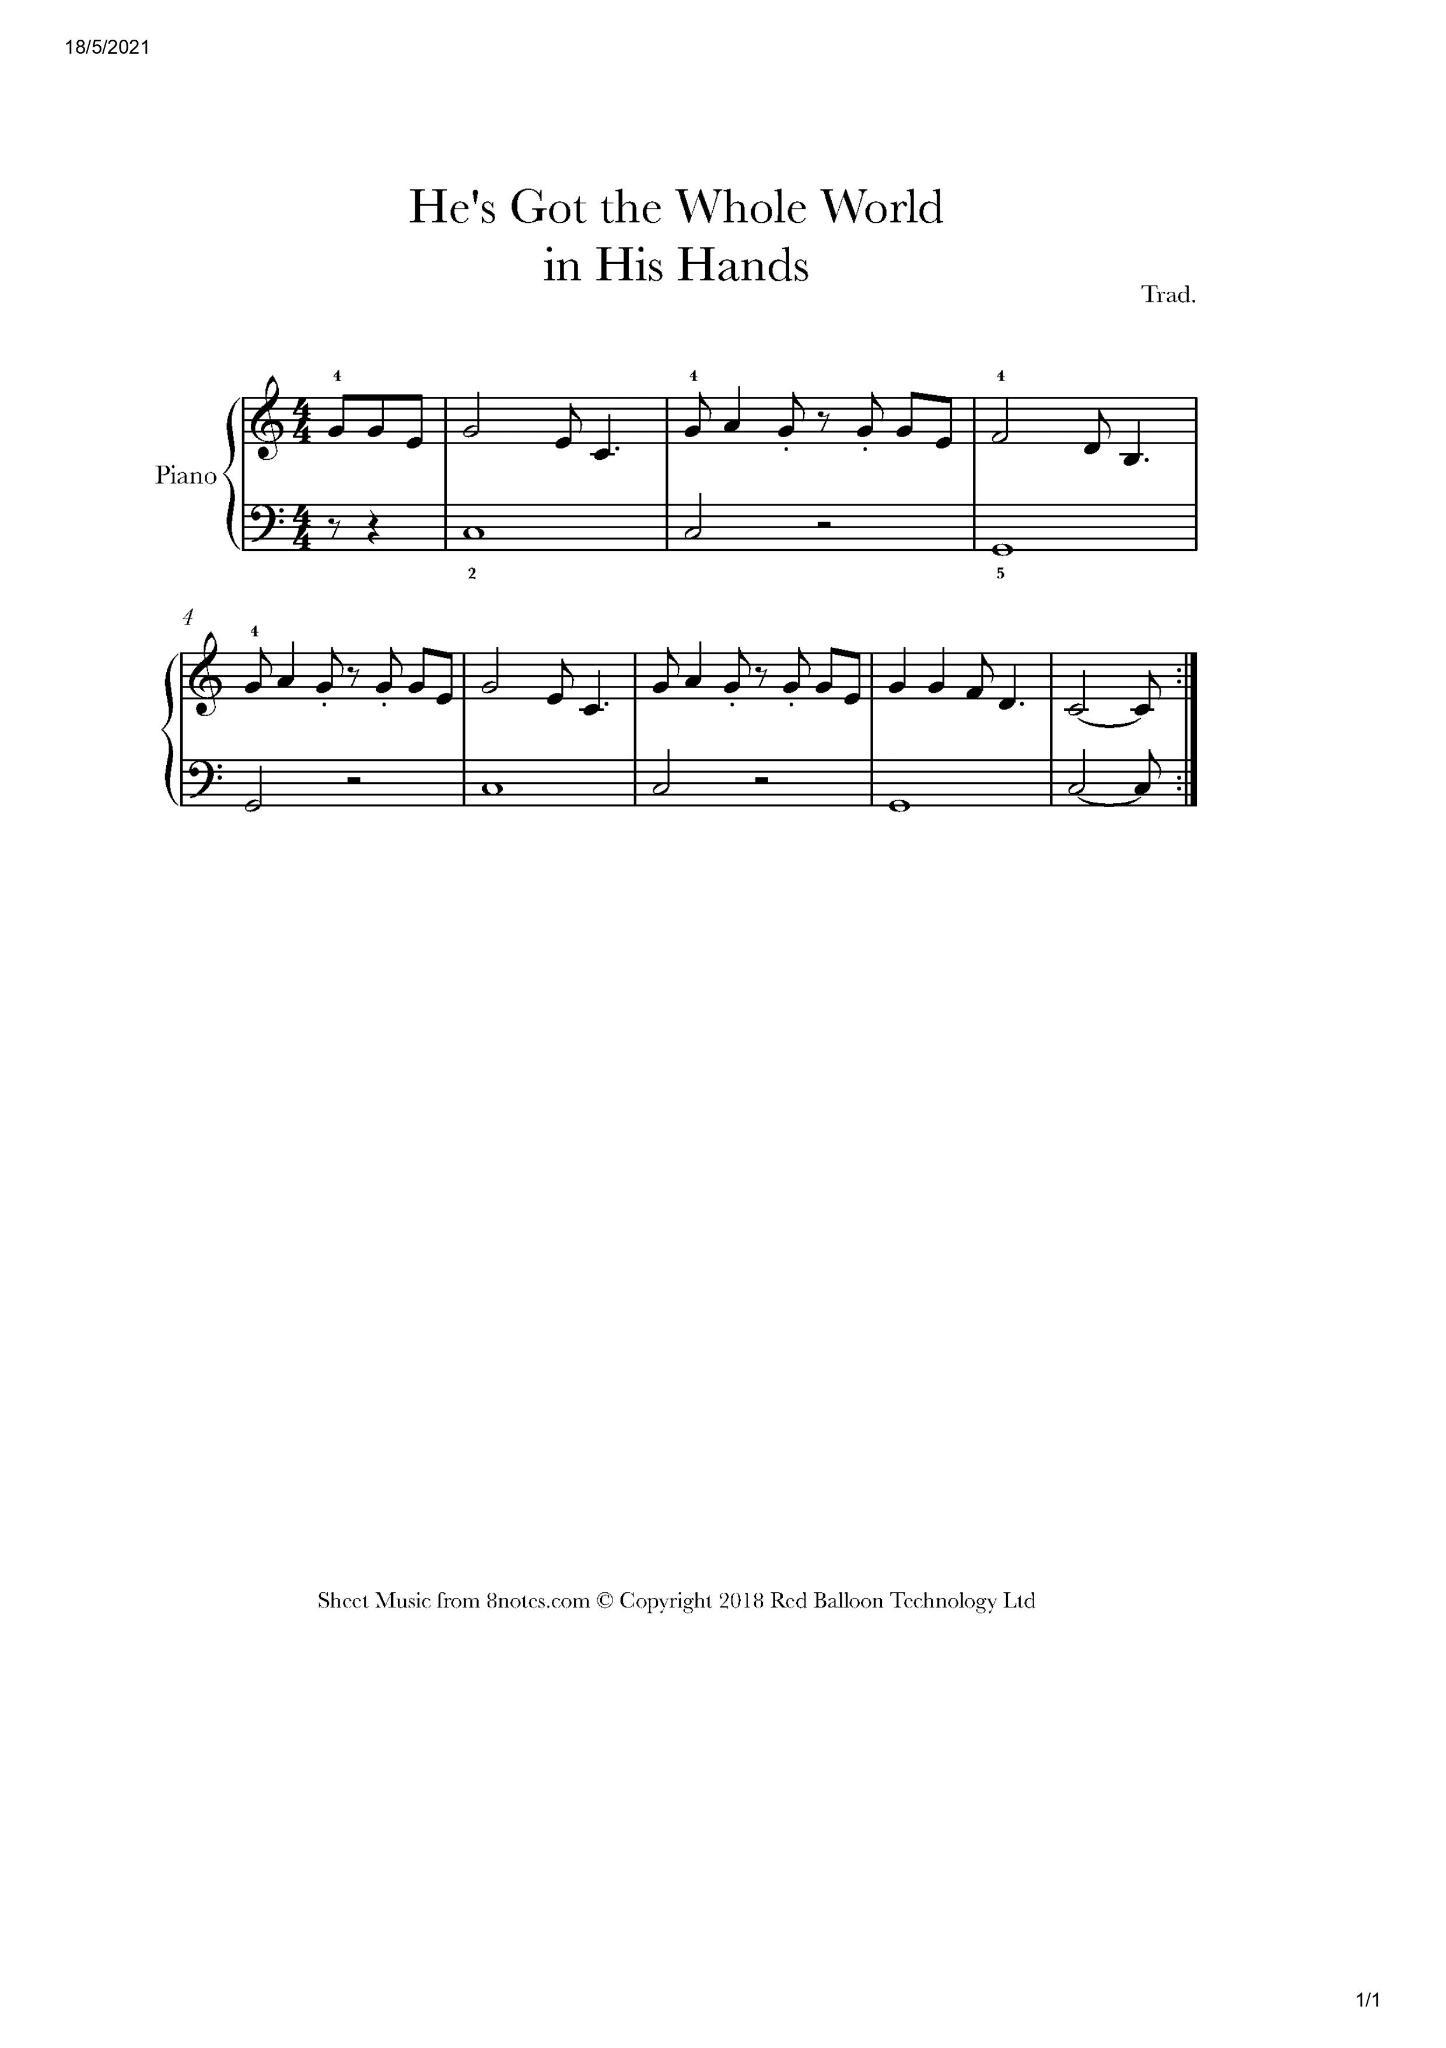 18/5/2021
He's Got the Whole World
in His Hands
Trad.
4 4 4
Piano
2 5
4
4
Sheet Music from 8notes.com © Copyright 2018 Red Balloon Technology Ltd
1/1